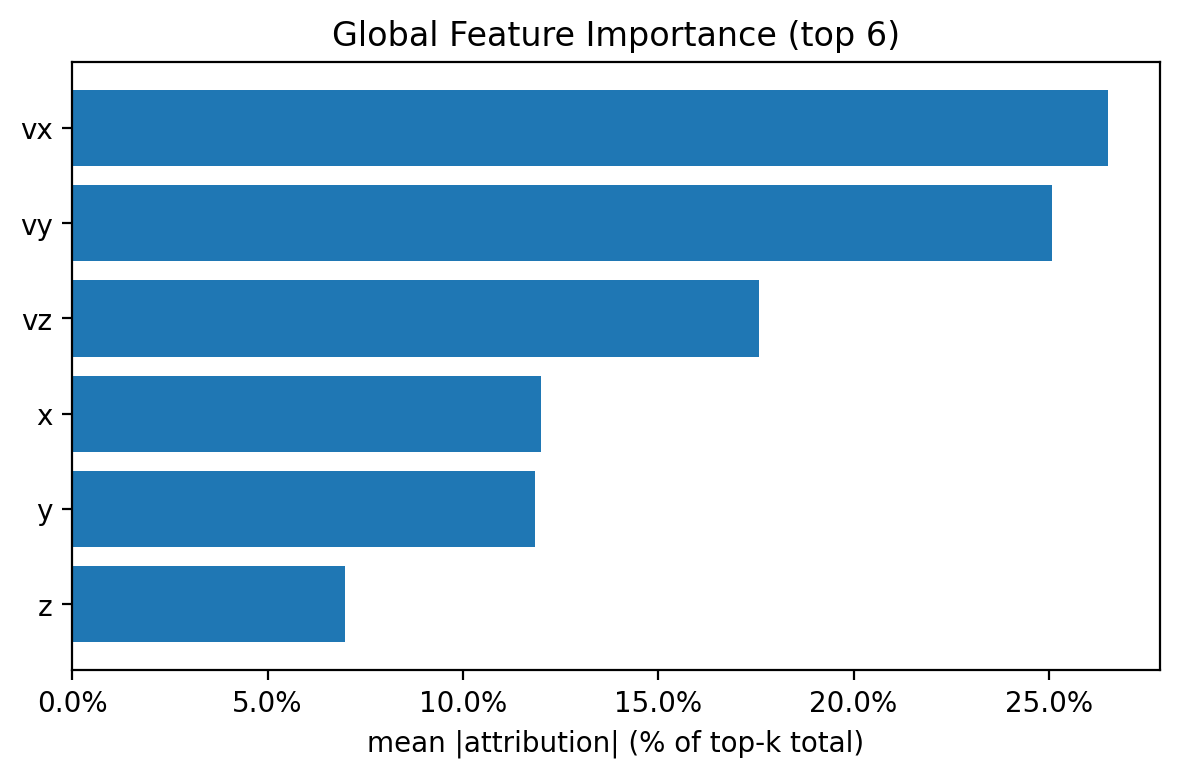 Global Feature Importance (top 6)
vx
vy
vz
x
y
z
0.0% 5.0% 10.0% 15.0% 20.0% 25.0%
mean |attribution| (% of top-k total)